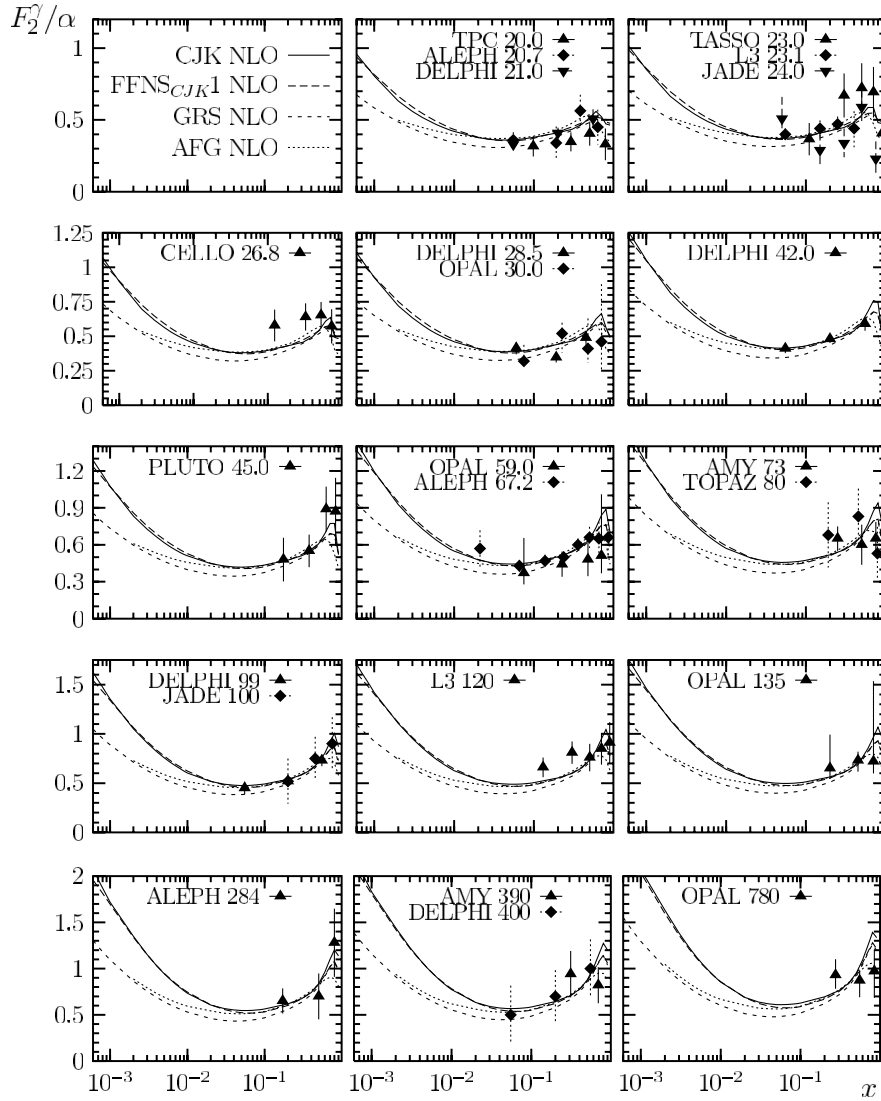 F₂^γ/α
1
0.5
0
CJK NLO
FFNS_CJK1 NLO
GRS NLO
AFG NLO
TPC 20.0
ALEPH 20.7
DELPHI 21.0
TASSO 23.0
L3 23.1
JADE 24.0
1.25
1
0.75
0.5
0.25
0
CELLO 26.8
DELPHI 28.5
OPAL 30.0
DELPHI 42.0
1.2
0.9
0.6
0.3
0
PLUTO 45.0
OPAL 59.0
ALEPH 67.2
AMY 73
TOPAZ 80
1.5
1
0.5
0
DELPHI 99
JADE 100
L3 120
OPAL 135
2
1.5
1
0.5
0
ALEPH 284
AMY 390
DELPHI 400
OPAL 780
10⁻³ 10⁻² 10⁻¹ 10⁻³ 10⁻² 10⁻¹ 10⁻³ 10⁻² 10⁻¹ x